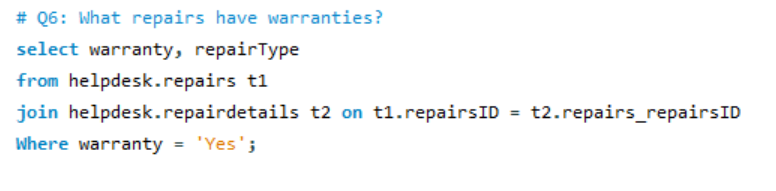 # Q6: What repairs have warranties?
select warranty, repairType
from helpdesk.repairs t1
join helpdesk.repairdetails t2 on t1.repairsID = t2.repairs_repairsID
Where warranty = 'Yes';